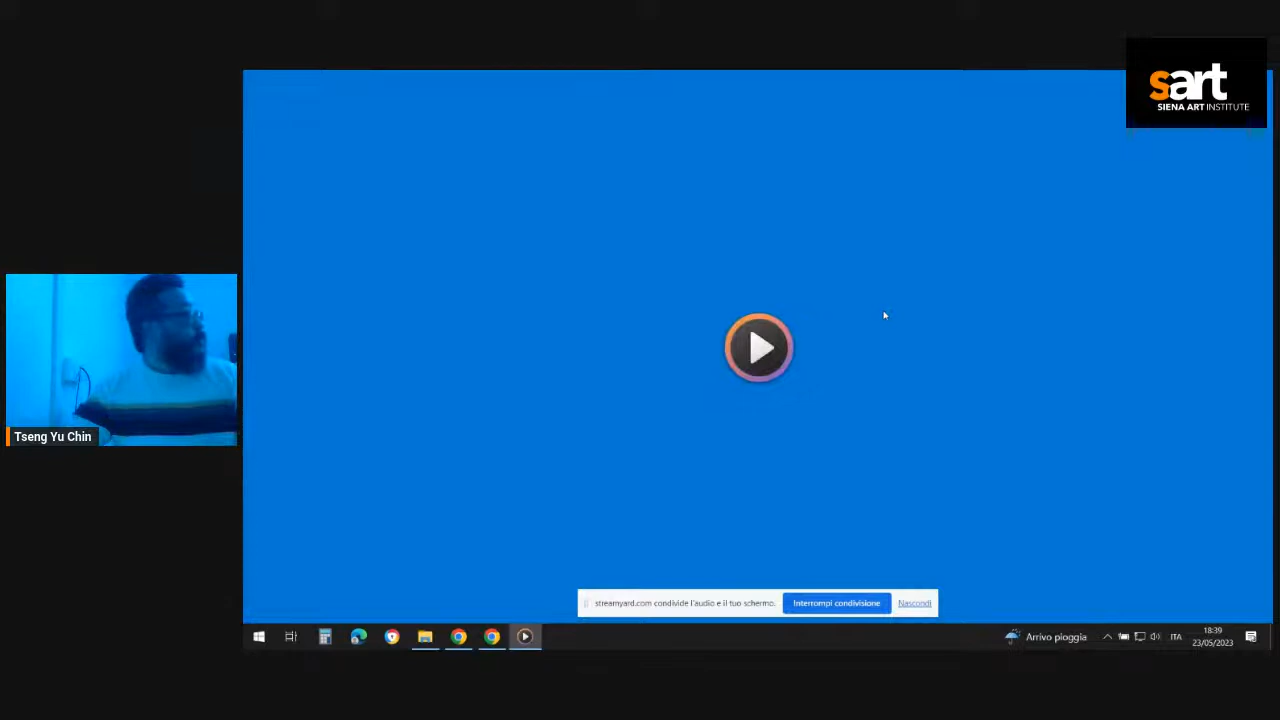 sart
SIENA ART INSTITUTE
Tseng Yu Chin
streamyard.com condivide l'audio e il tuo schermo.
Interrompi condivisione
Nascondi
Arrivo pioggia
ITA
18:39
23/05/2023